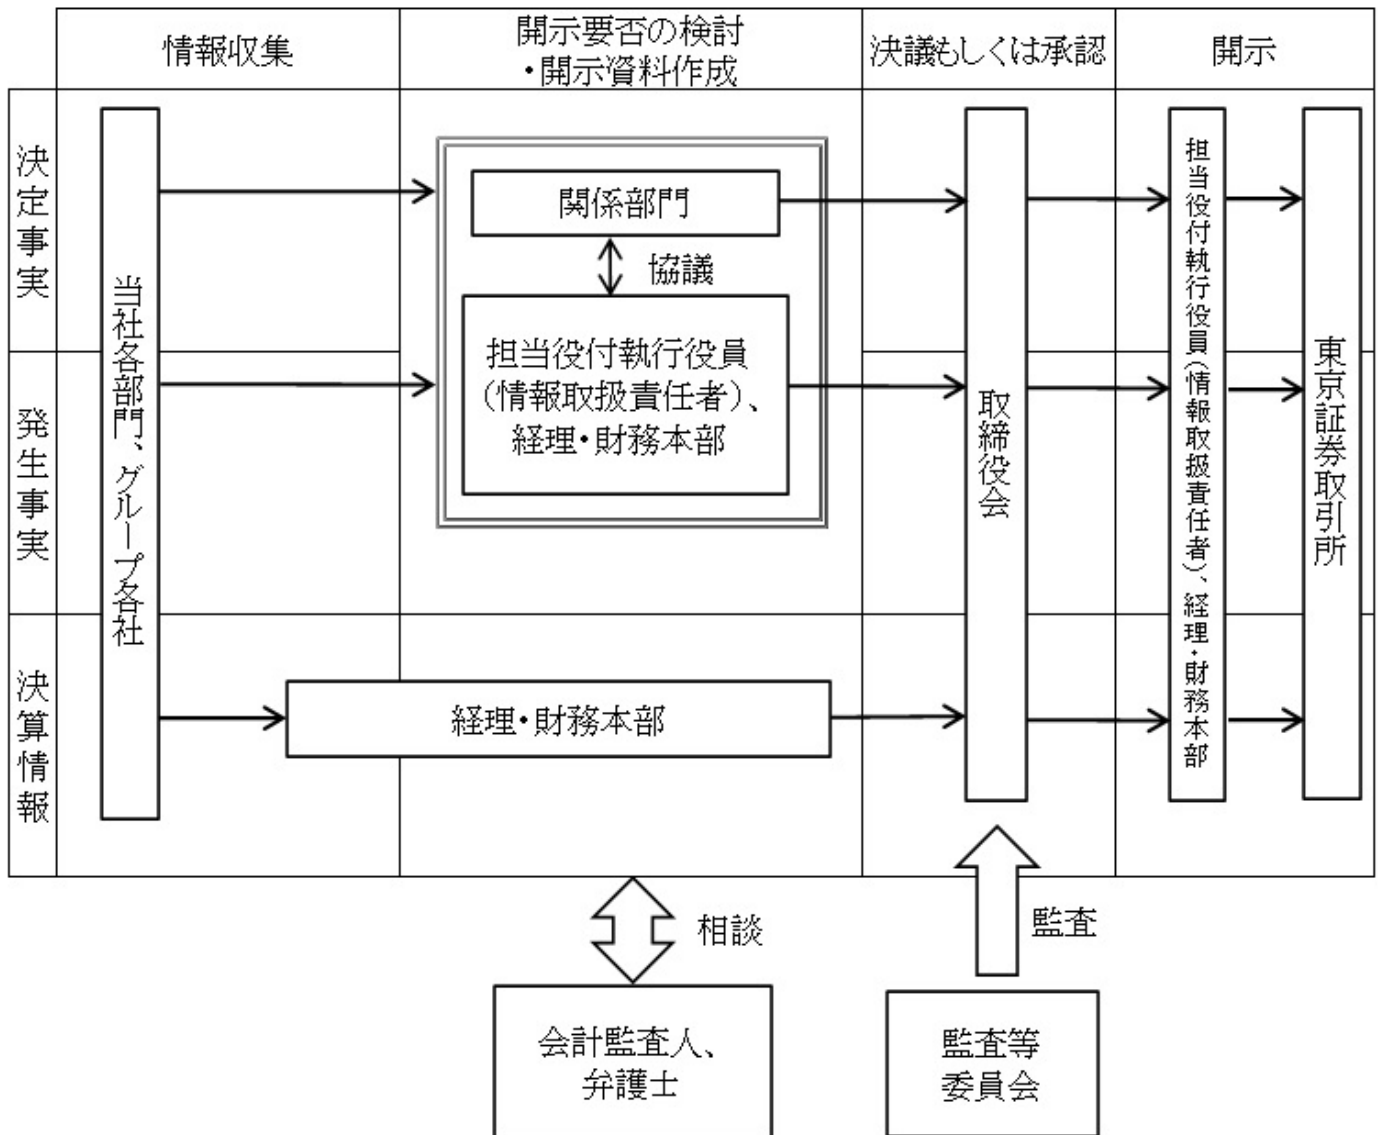 情報収集
開示要否の検討
・開示資料作成
決議もしくは承認
開示
決定事実
発生事実
決算情報
当社各部門、グループ各社
関係部門
協議
担当役付執行役員
（情報取扱責任者）、
経理・財務本部
経理・財務本部
取締役会
担当役付執行役員（情報取扱責任者）、経理・財務本部
東京証券取引所
相談
監査
会計監査人、
弁護士
監査等
委員会